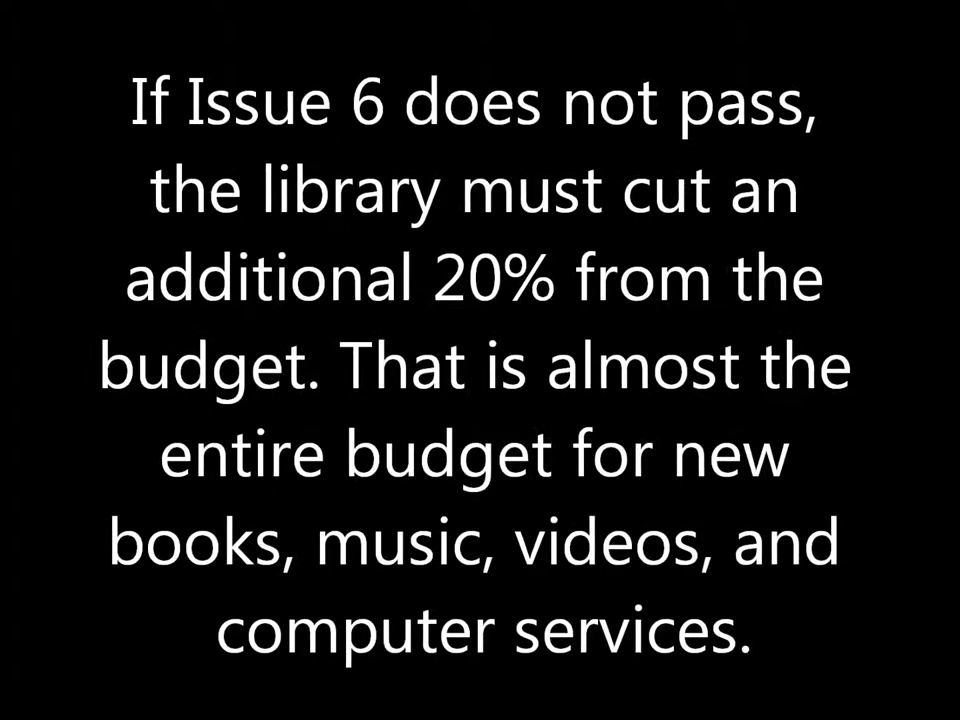 If Issue 6 does not pass,
the library must cut an
additional 20% from the
budget. That is almost the
entire budget for new
books, music, videos, and
computer services.